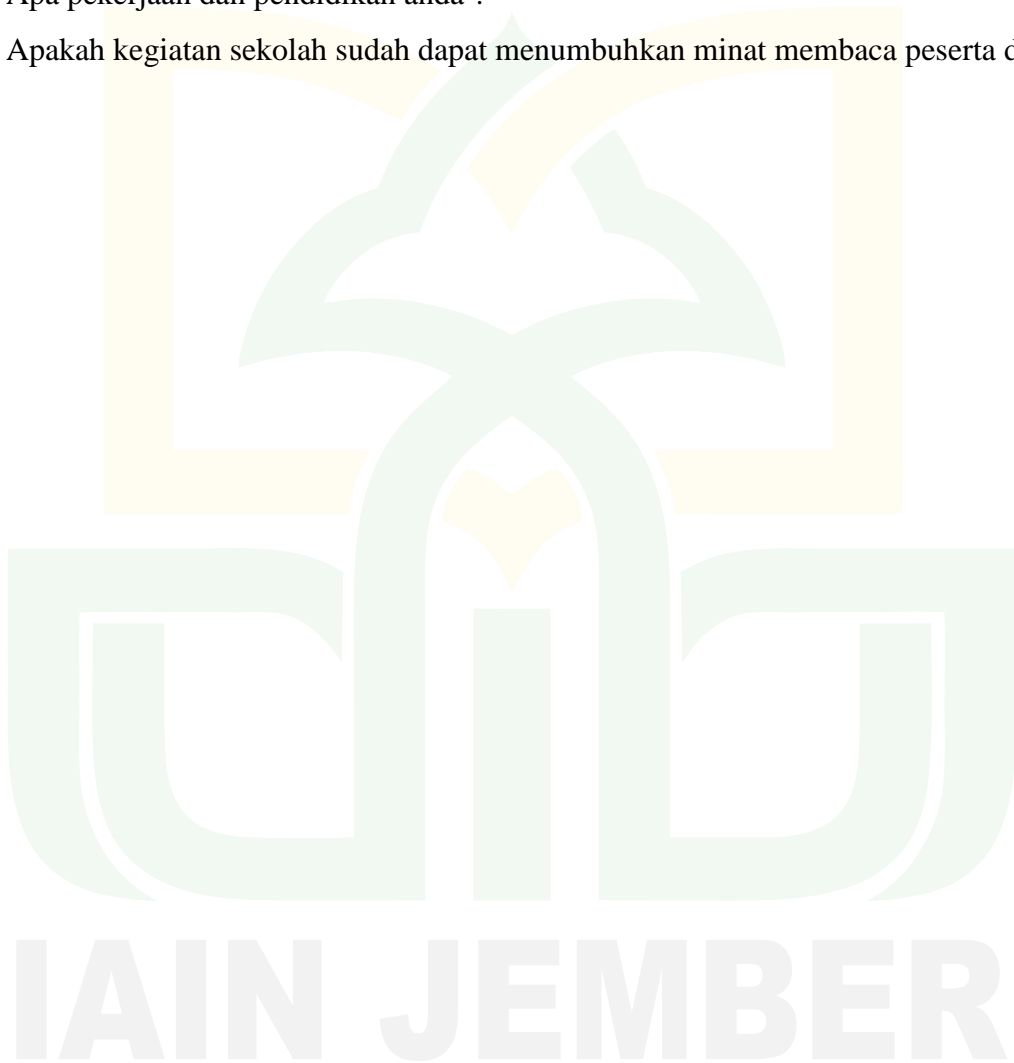 Apa pekerjaan dan pendidikan anda ?
Apakah kegiatan sekolah sudah dapat menumbuhkan minat membaca peserta
IAIN JEMBER